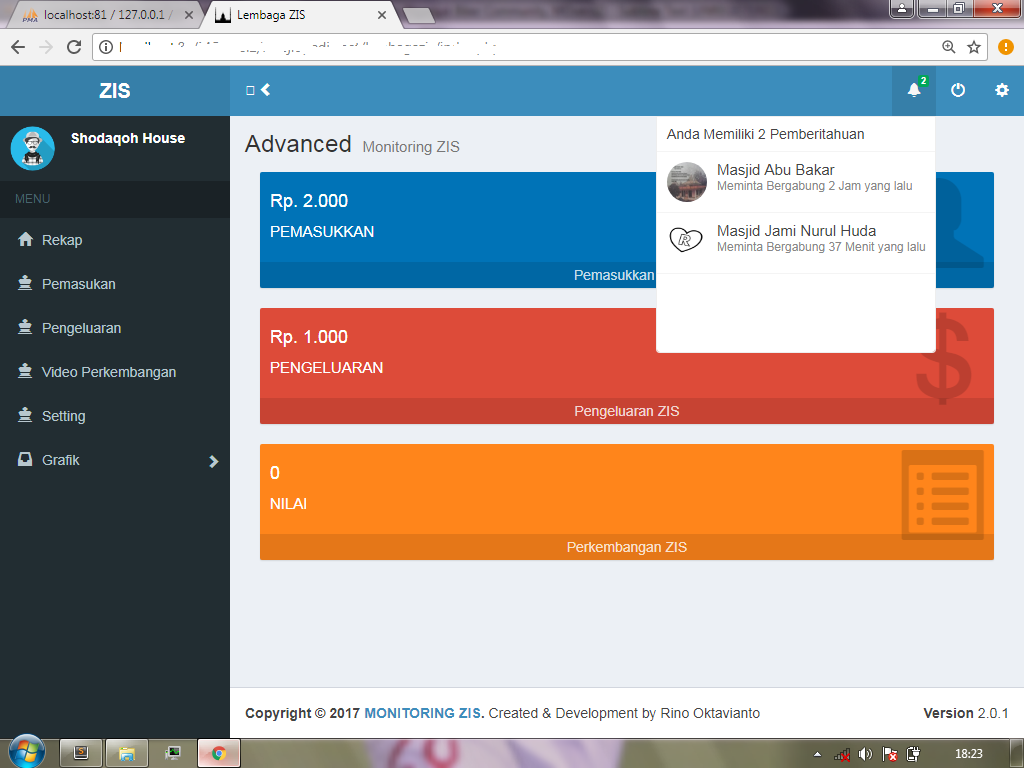 localhost:81 / 127.0.0.1 /
Lembaga ZIS
ZIS
2
Shodaqoh House
MENU
Rekap
Pemasukan
Pengeluaran
Video Perkembangan
Setting
Grafik
Advanced Monitoring ZIS
Anda Memiliki 2 Pemberitahuan
Masjid Abu Bakar
Meminta Bergabung 2 Jam yang lalu
Masjid Jami Nurul Huda
Meminta Bergabung 37 Menit yang lalu
Rp. 2.000
PEMASUKKAN
Pemasukkan
Rp. 1.000
PENGELUARAN
Pengeluaran ZIS
0
NILAI
Perkembangan ZIS
Copyright © 2017 MONITORING ZIS. Created & Development by Rino Oktavianto
Version 2.0.1
18:23